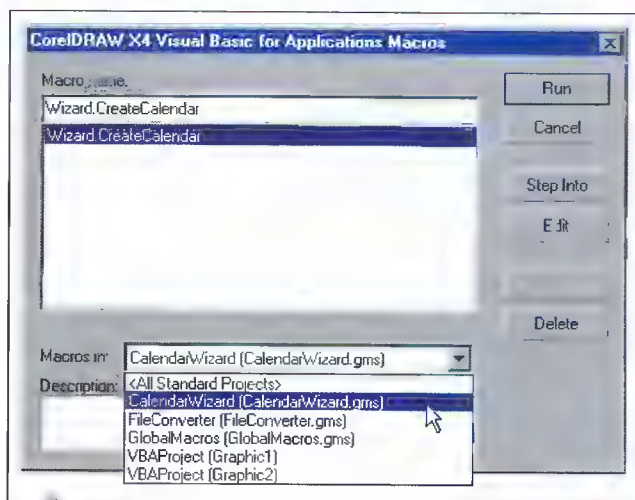 CorelDRAW X4 Visual Basic for Applications Macros
Macro
Run
Wizard.CreateCalendar
Wizard.CreateCalendar
Cancel
Step Into
Edit
Delete
Macros in:
CalendarWizard (CalendarWizard.gms)
Description:
<All Standard Projects>
CalendarWizard (CalendarWizard.gms)
FileConverter (FileConverter.gms)
GlobalMacros (GlobalMacros.gms)
VBAProject (Graphic1)
VBAProject (Graphic2)